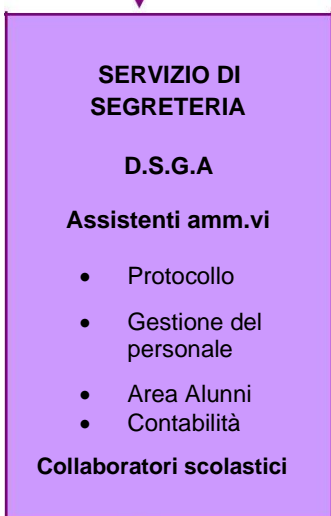 SERVIZIO DI
SEGRETERIA
D.S.G.A
Assistenti amm.vi
• Protocollo
• Gestione del
personale
• Area Alunni
• Contabilità
Collaboratori scolastici